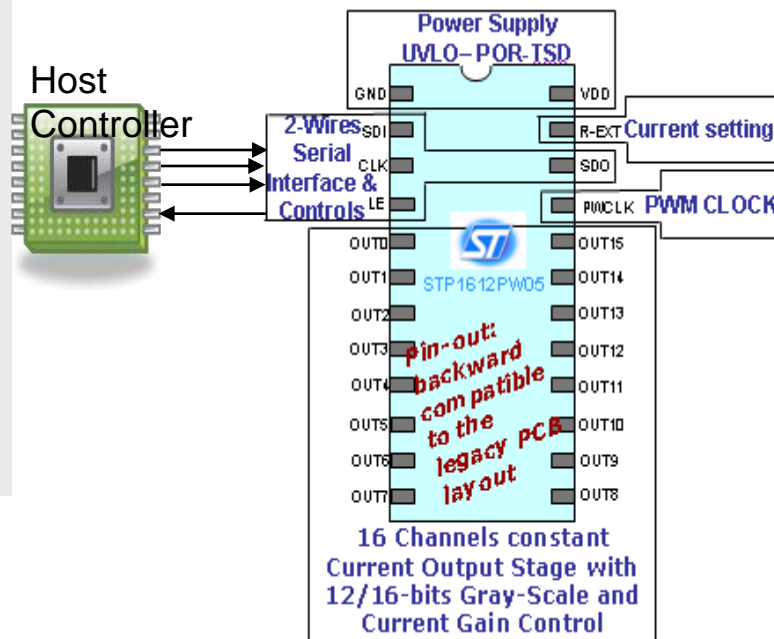 Power Supply
UVLO-POR-TSD
Host
Controller
2-Wires
Serial
Interface &
Controls
GND
SDI
CLK
LE
OUT0
OUT1
OUT2
OUT3
OUT4
OUT5
OUT6
OUT7
VDD
R-EXT Current setting
SDO
PWCLK PWM CLOCK
OUT15
OUT14
OUT13
OUT12
OUT11
OUT10
OUT9
OUT8
ST
STP1612PW05
pin-out:
backward
compatible
to the
legacy PCB
layout
16 Channels constant
Current Output Stage with
12/16-bits Gray-Scale and
Current Gain Control